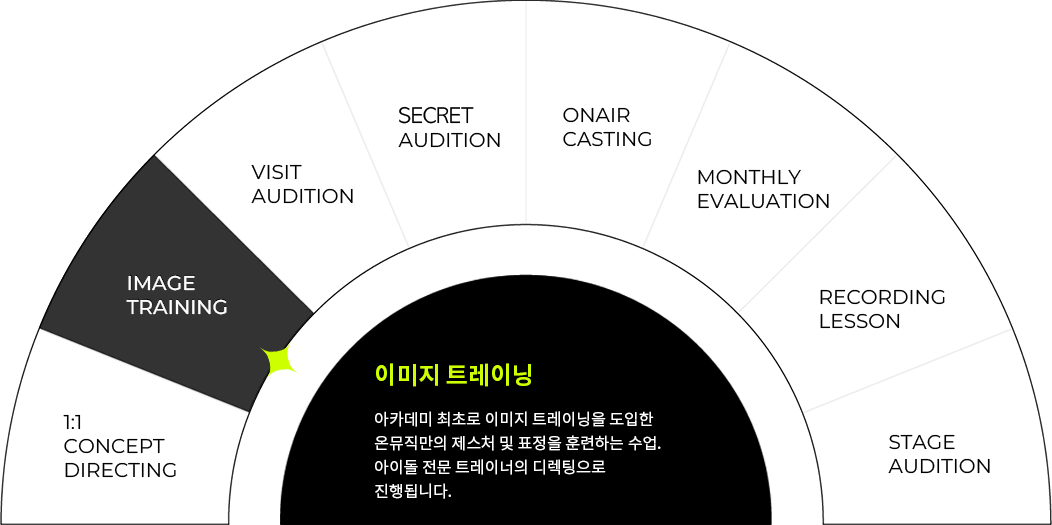 1:1
CONCEPT
DIRECTING
IMAGE
TRAINING
VISIT
AUDITION
SECRET
AUDITION
ONAIR
CASTING
MONTHLY
EVALUATION
RECORDING
LESSON
STAGE
AUDITION
이미지 트레이닝
아카데미 최초로 이미지 트레이닝을 도입한
온뮤직만의 제스처 및 표정을 훈련하는 수업.
아이돌 전문 트레이너의 디렉팅으로
진행됩니다.